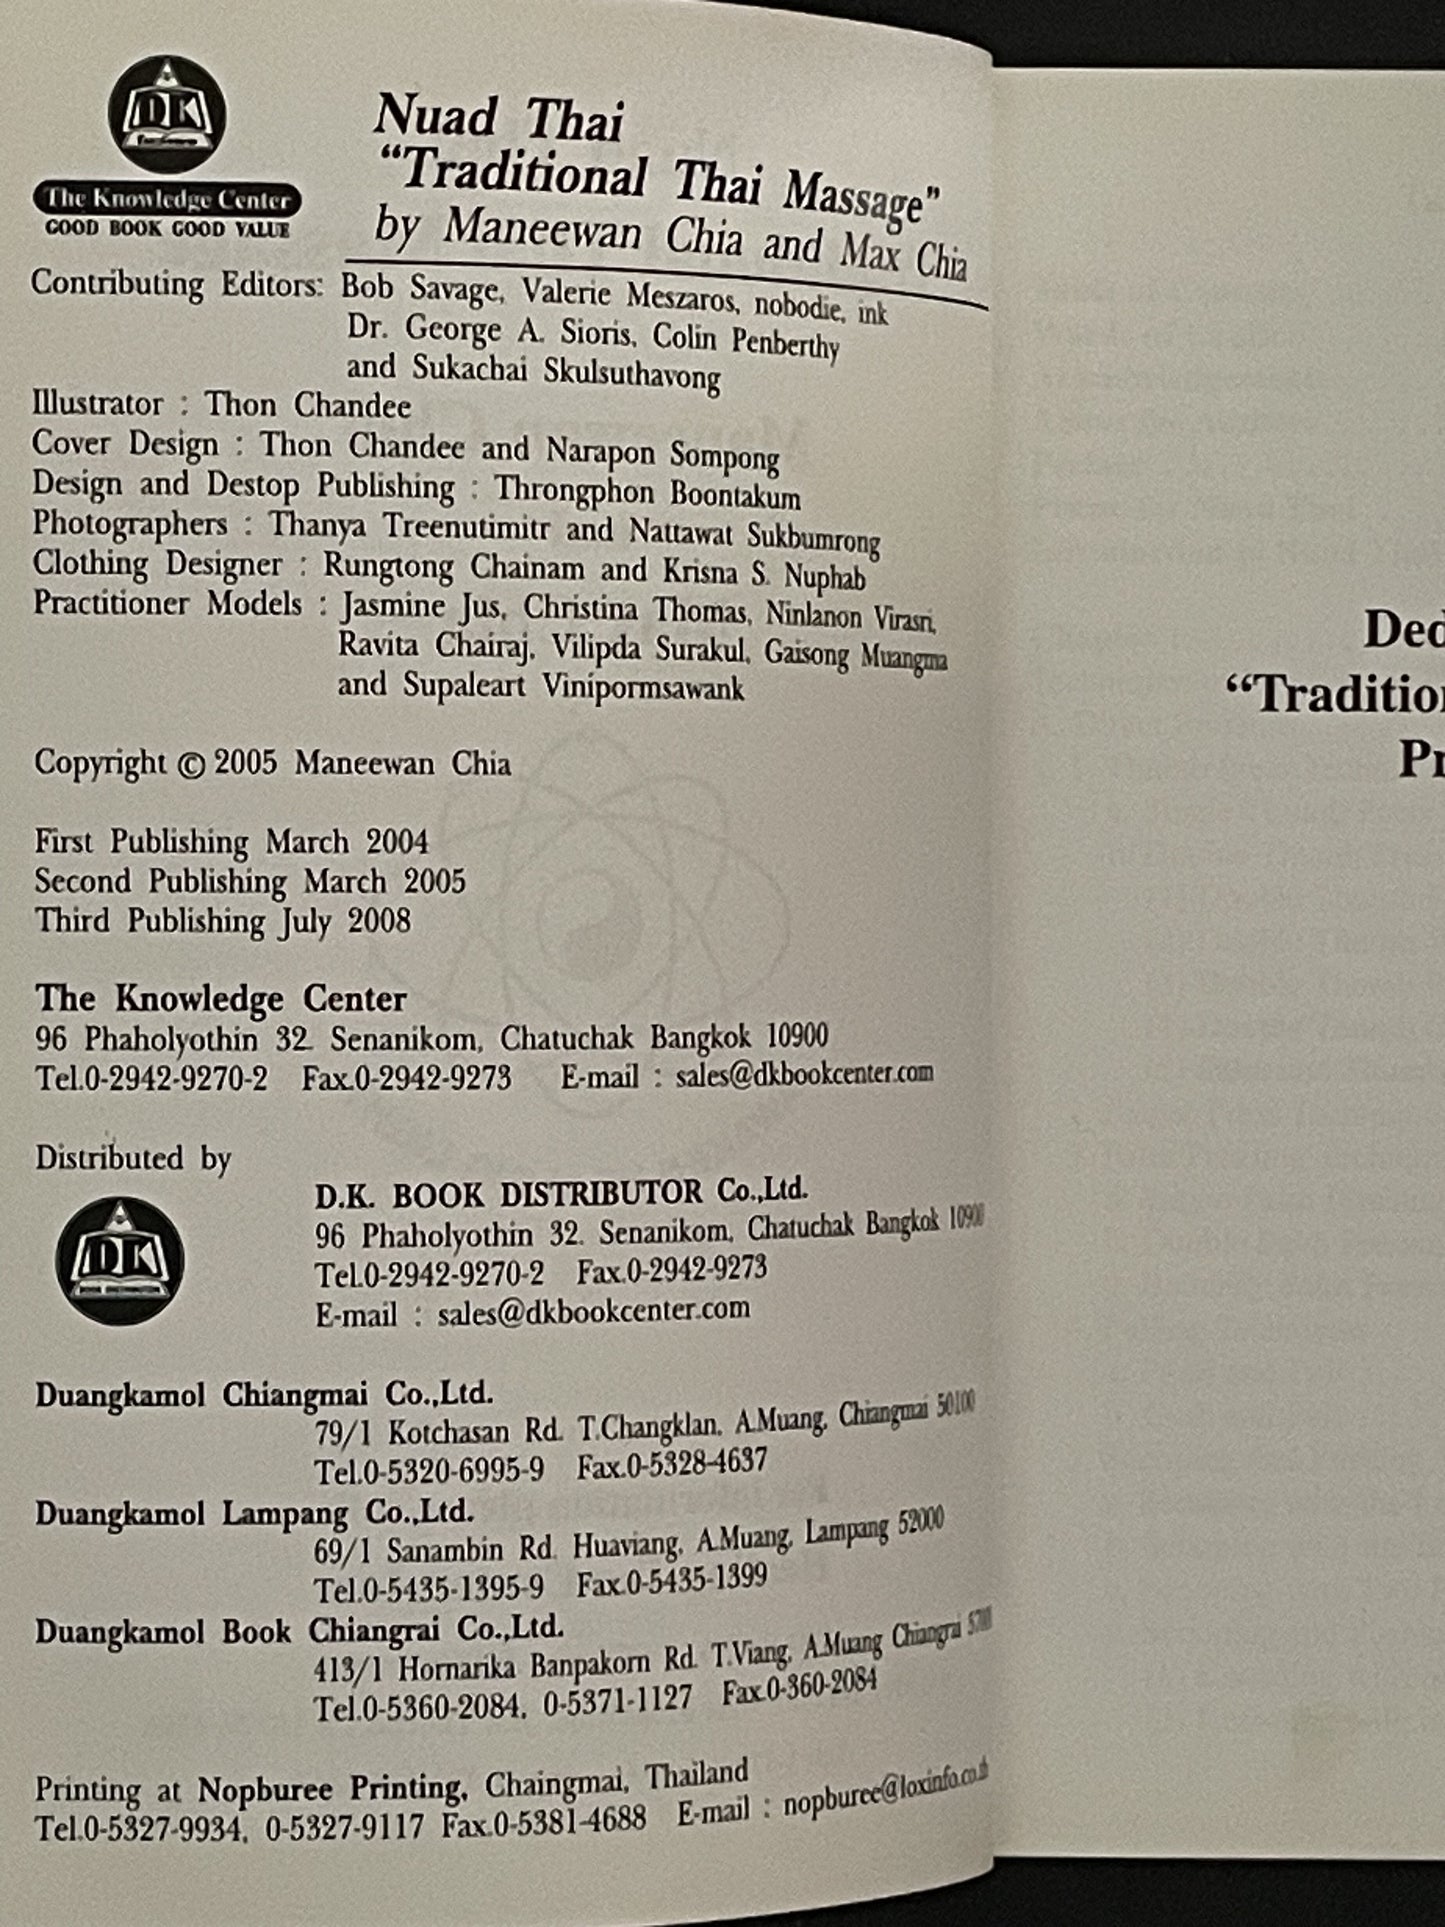 DK
The Knowledge Center
GOOD BOOK GOOD VALUE
Nuad Thai
“Traditional Thai Massage”
by Maneewan Chia and Max Chia
Contributing Editors: Bob Savage, Valerie Meszaros, nobodie, ink
Dr. George A. Sioris, Colin Penberthy
and Sukachai Skulsuthavong
Illustrator : Thon Chandee
Cover Design : Thon Chandee and Narapon Sompong
Design and Destop Publishing : Throngphon Boontakum
Photographers : Thanya Treenutimitr and Nattawat Sukbumrong
Clothing Designer : Rungtong Chainam and Krisna S. Nuphab
Practitioner Models : Jasmine Jus, Christina Thomas, Ninlanon Virasri,
Ravita Chairaj, Vilipda Surakul, Gaisong Muangma
and Supaleart Vinipormsawank
Copyright © 2005 Maneewan Chia
First Publishing March 2004
Second Publishing March 2005
Third Publishing July 2008
The Knowledge Center
96 Phaholyothin 32. Senanikom, Chatuchak Bangkok 10900
Tel.0-2942-9270-2 Fax.0-2942-9273 E-mail : sales@dkbookcenter.com
Distributed by
DK
D.K. BOOK DISTRIBUTOR Co.,Ltd.
96 Phaholyothin 32. Senanikom, Chatuchak Bangkok 10900
Tel.0-2942-9270-2 Fax.0-2942-9273
E-mail : sales@dkbookcenter.com
Duangkamol Chiangmai Co.,Ltd.
79/1 Kotchasan Rd. T.Changklan, A.Muang, Chiangmai 50100
Tel.0-5320-6995-9 Fax.0-5328-4637
Duangkamol Lampang Co.,Ltd.
69/1 Sanambin Rd. Huaviang, A.Muang, Lampang 52000
Tel.0-5435-1395-9 Fax.0-5435-1399
Duangkamol Book Chiangrai Co.,Ltd.
413/1 Hornarika Banpakorn Rd. T.Viang, A.Muang Chiangrai
Tel.0-5360-2084, 0-5371-1127 Fax.0-360-2084
Printing at Nopburee Printing, Chaingmai, Thailand
Tel.0-5327-9934, 0-5327-9117 Fax.0-5381-4688 E-mail : nopburee@loxinfo.co.th
Ded
“Tradition
Pr